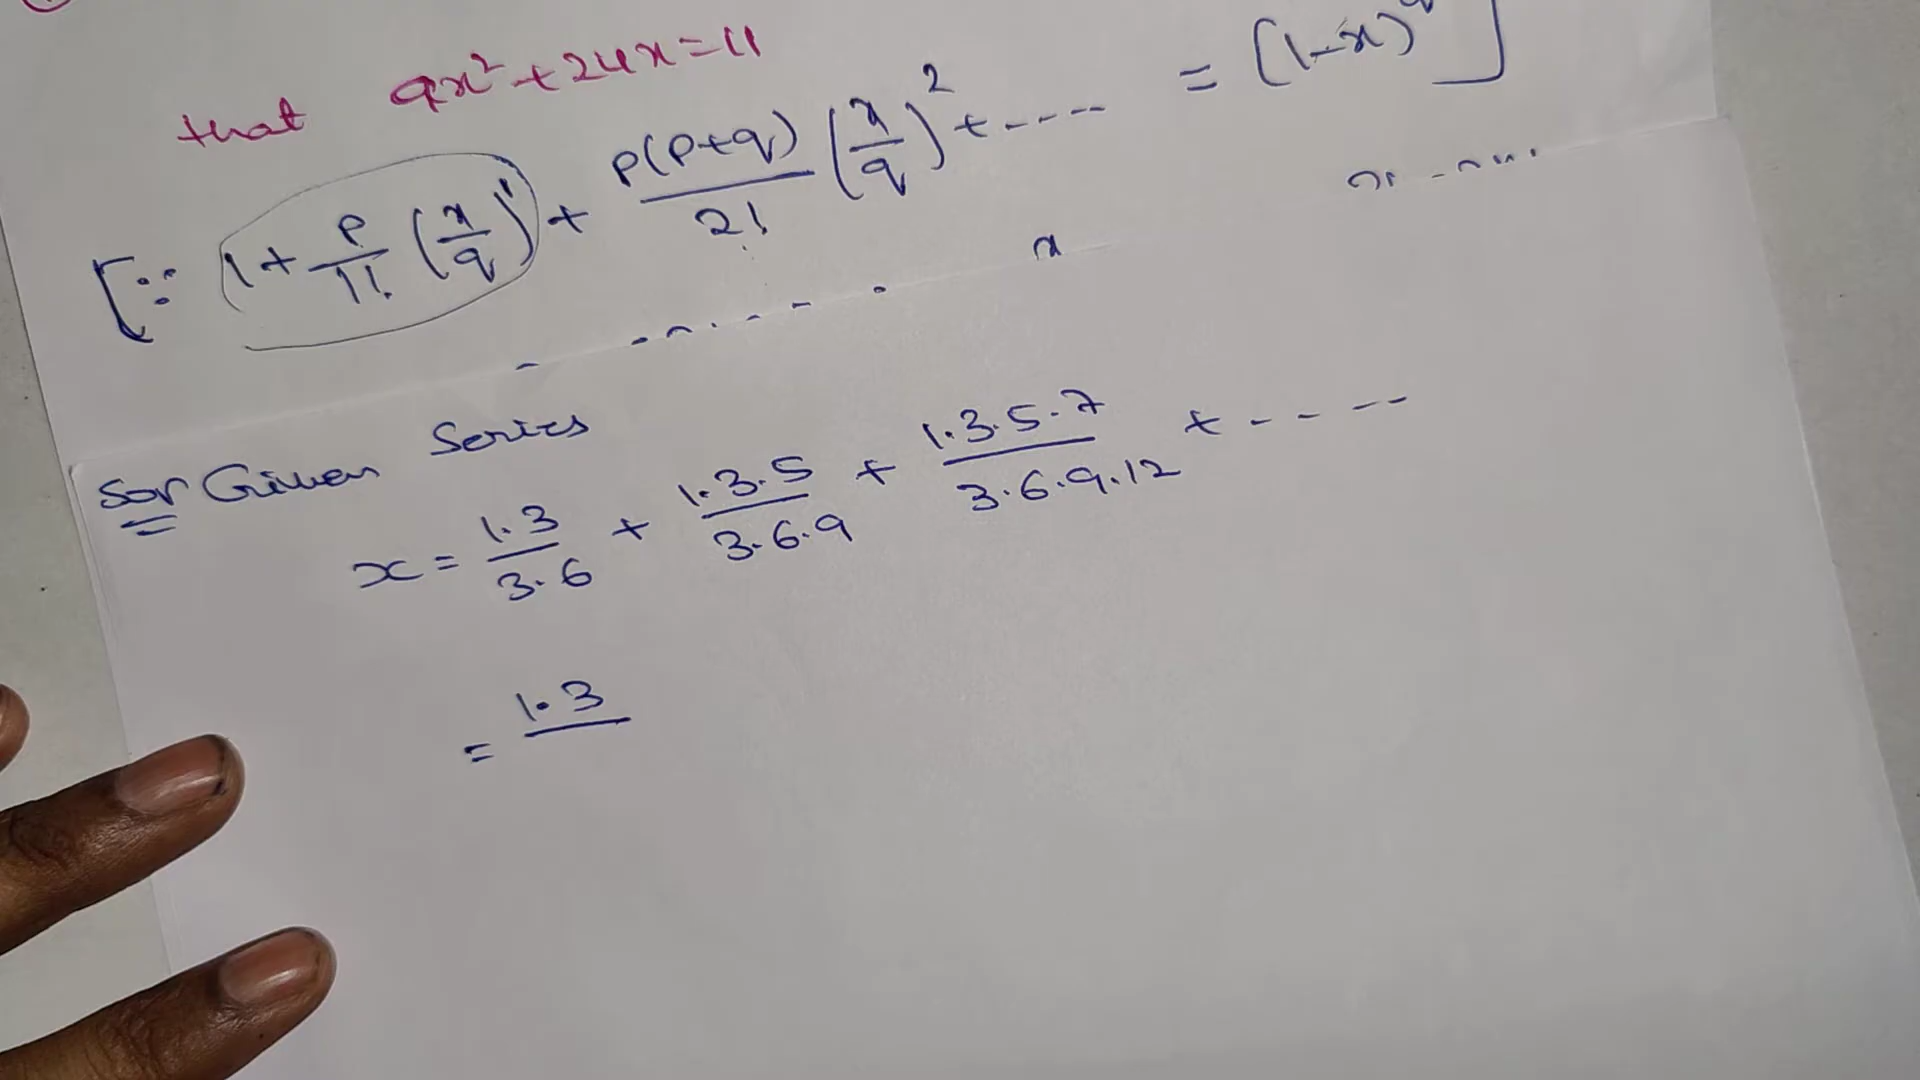 that 9x² + 24x = 11
[∵ 1 + p/1! (x/q)¹ + p(p+q)/2! (x/q)² + ---- = (1-x) ]
Sol Given Series
x = 1.3/3.6 + 1.3.5/3.6.9 + 1.3.5.7/3.6.9.12 + ----
= 1.3